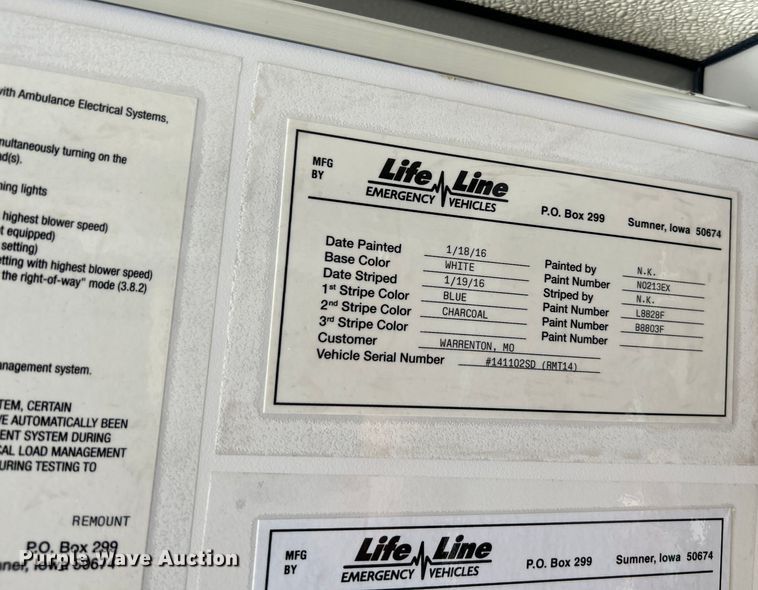 with Ambulance Electrical Systems,
multaneously turning on the
ning lights
highest blower speed)
equipped)
setting)
etting with highest blower speed)
the right-of-way" mode (3.8.2)
anagement system.
TEM, CERTAIN
VE AUTOMATICALLY BEEN
ENT SYSTEM DURING
CAL LOAD MANAGEMENT
URING TESTING TO
REMOUNT
P.O. Box 299
50674
MFG BY Life Line EMERGENCY VEHICLES P.O. Box 299 Sumner, Iowa 50674
Date Painted 1/18/16 Painted by N.K.
Base Color WHITE Paint Number N0213EX
Date Striped 1/19/16 Striped by N.K.
1st Stripe Color BLUE Paint Number L8828F
2nd Stripe Color CHARCOAL Paint Number B8803F
3rd Stripe Color Paint Number
Customer WARRENTON, MO
Vehicle Serial Number #141102SD (RMT14)
MFG BY Life Line EMERGENCY VEHICLES P.O. Box 299 Sumner, Iowa 50674
Purple Wave Auction